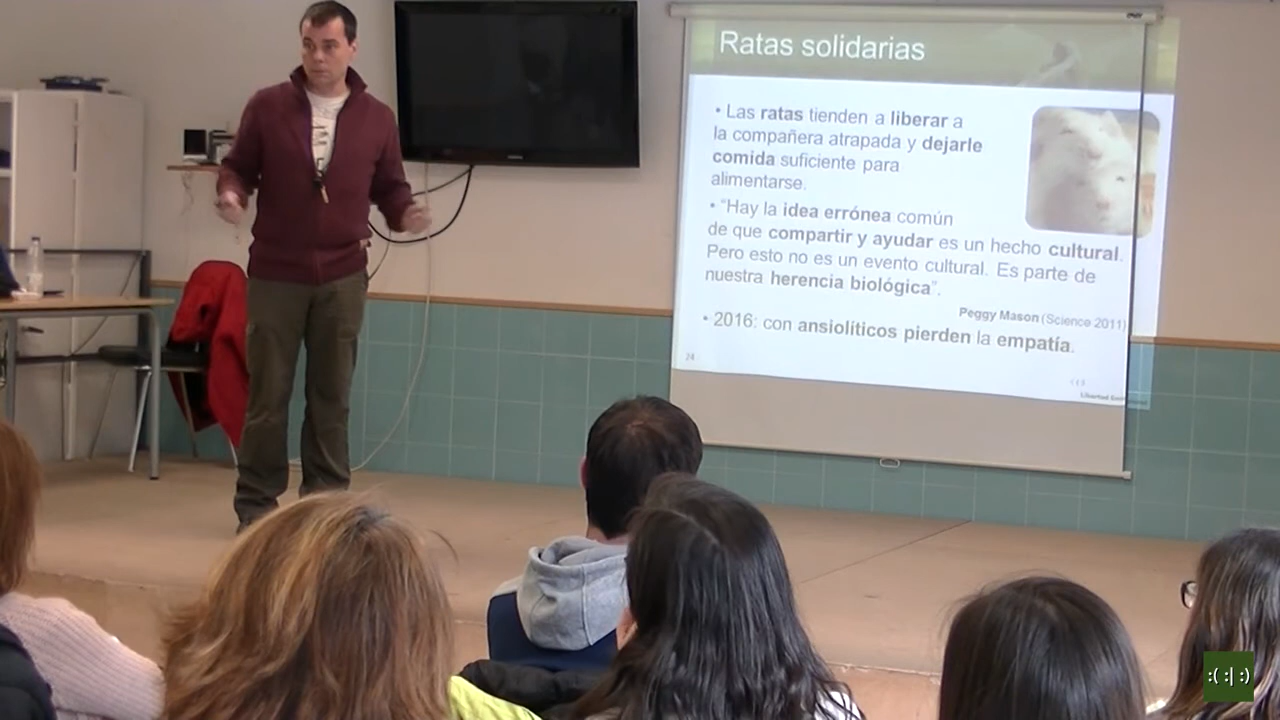 Ratas solidarias
• Las ratas tienden a liberar a
la compañera atrapada y dejarle
comida suficiente para
alimentarse.
• “Hay la idea errónea común
de que compartir y ayudar es un hecho cultural.
Pero esto no es un evento cultural. Es parte de
nuestra herencia biológica”.
Peggy Mason (Science 2011)
• 2016: con ansiolíticos pierden la empatía.
24
:( :| :)